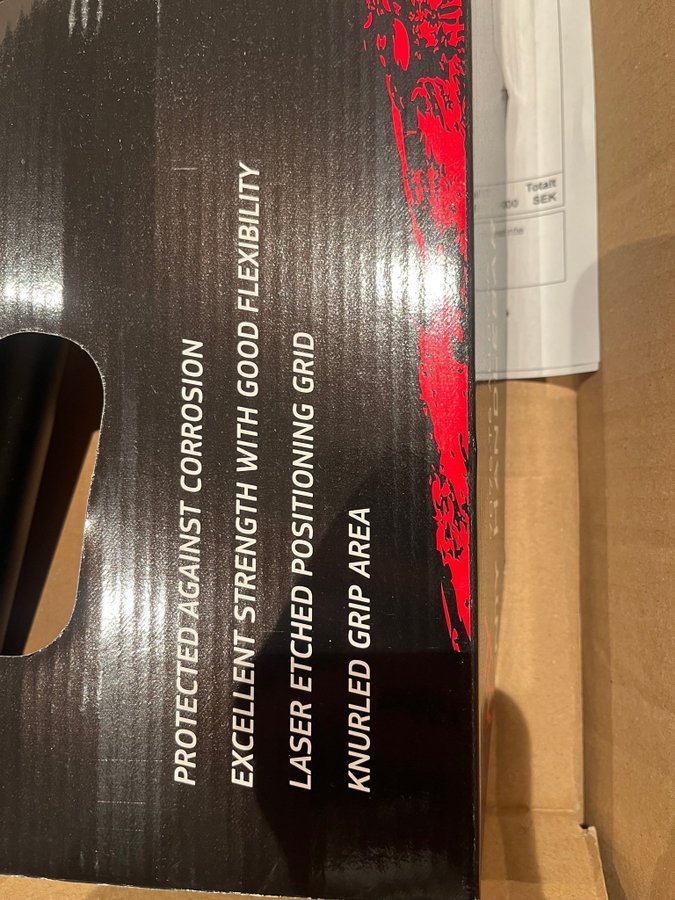 PROTECTED AGAINST CORROSION
EXCELLENT STRENGTH WITH GOOD FLEXIBILITY
LASER ETCHED POSITIONING GRID
KNURLED GRIP AREA
Totalt
SEK